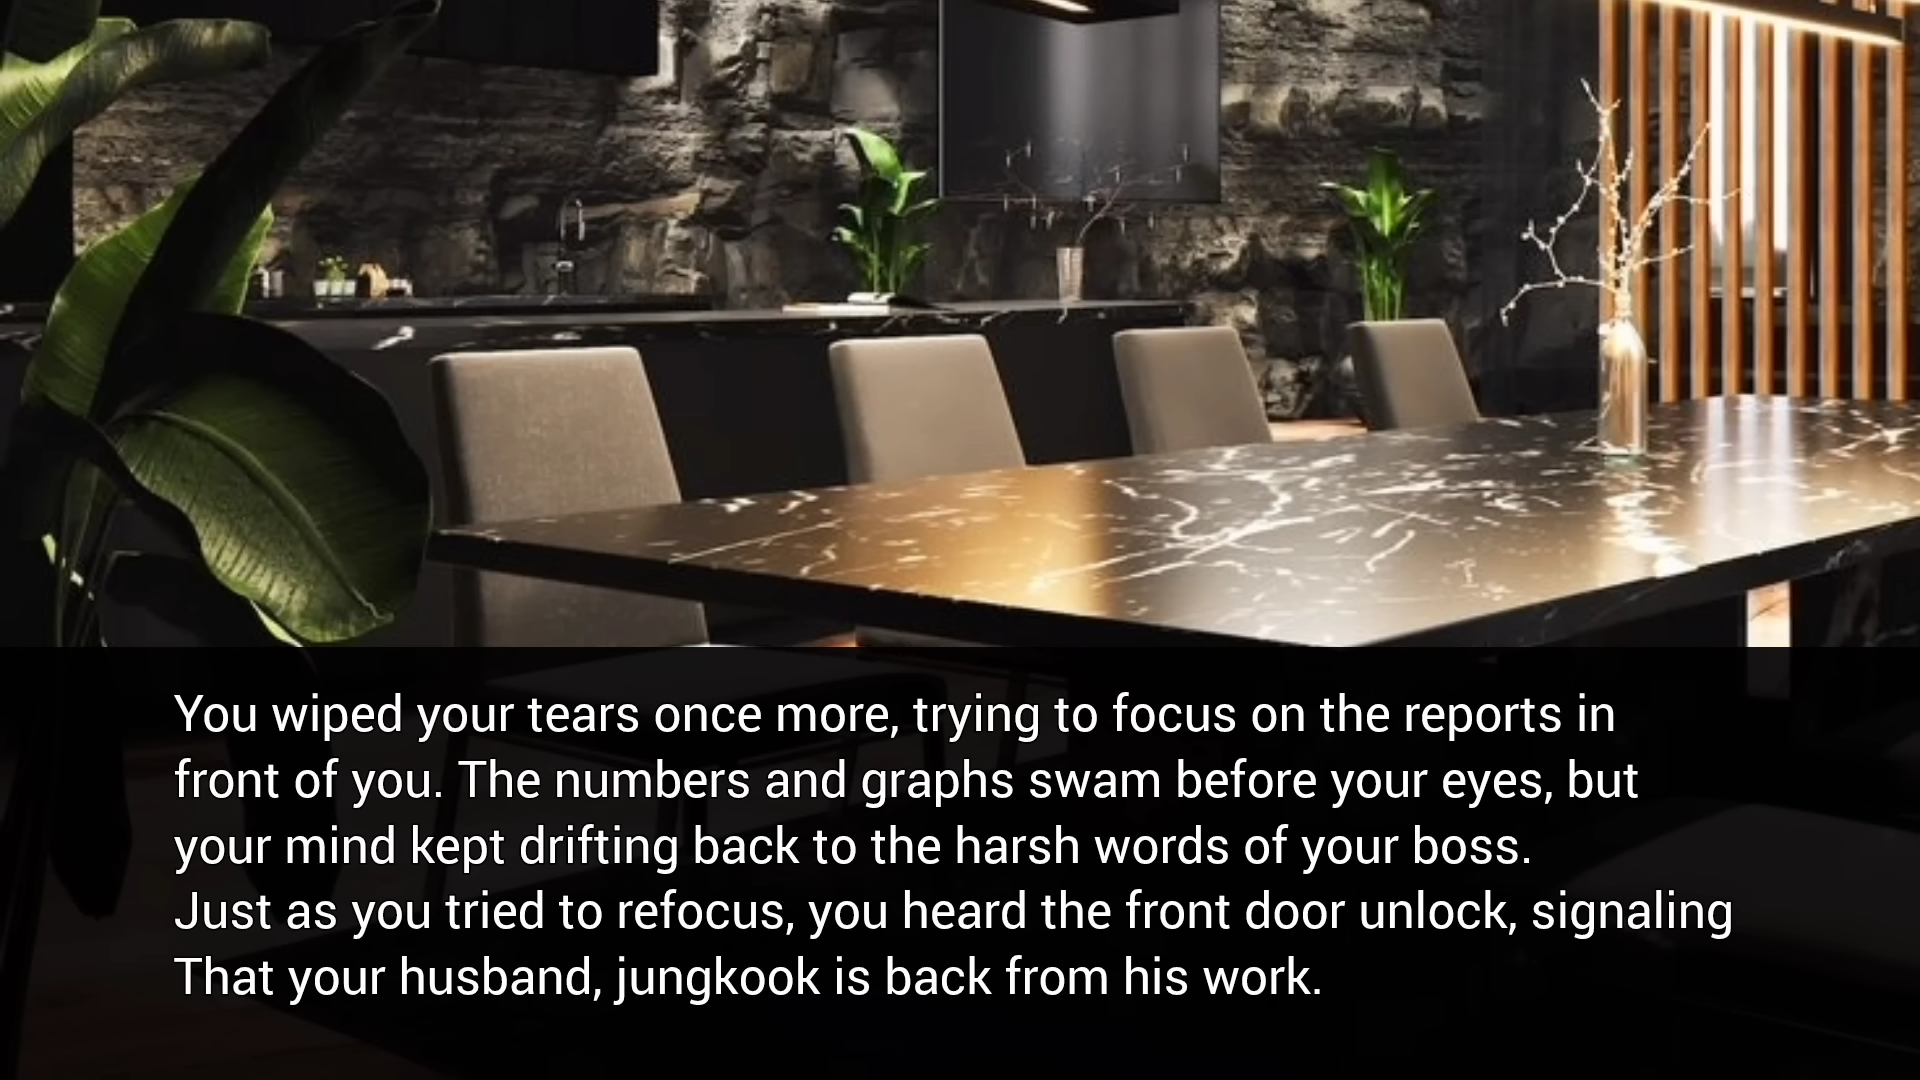 You wiped your tears once more, trying to focus on the reports in
front of you. The numbers and graphs swam before your eyes, but
your mind kept drifting back to the harsh words of your boss.
Just as you tried to refocus, you heard the front door unlock, signaling
That your husband, jungkook is back from his work.